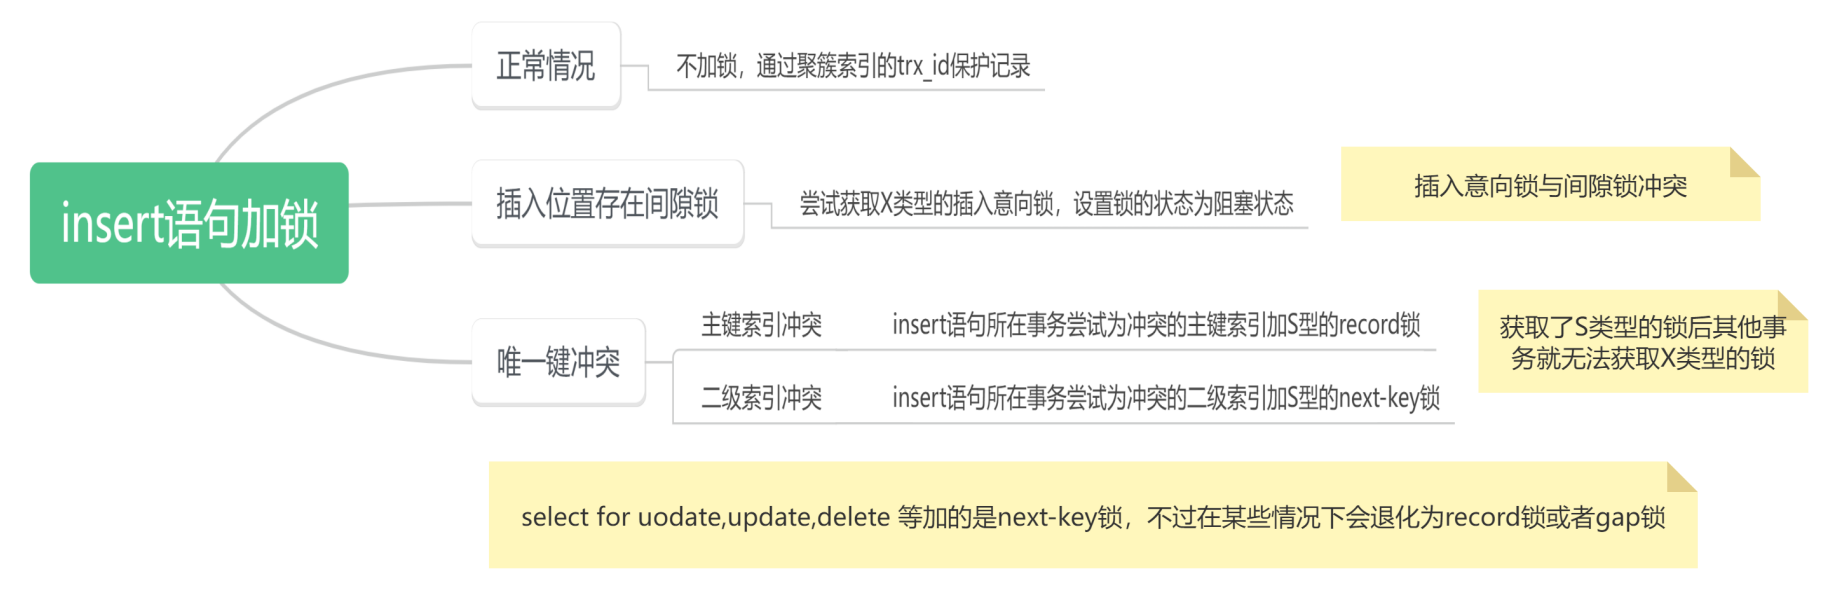 insert语句加锁
正常情况
不加锁，通过聚簇索引的trx_id保护记录
插入位置存在间隙锁
尝试获取X类型的插入意向锁，设置锁的状态为阻塞状态
插入意向锁与间隙锁冲突
唯一键冲突
主键索引冲突
insert语句所在事务尝试为冲突的主键索引加S型的record锁
二级索引冲突
insert语句所在事务尝试为冲突的二级索引加S型的next-key锁
获取了S类型的锁后其他事
务就无法获取X类型的锁
select for uodate,update,delete 等加的是next-key锁，不过在某些情况下会退化为record锁或者gap锁